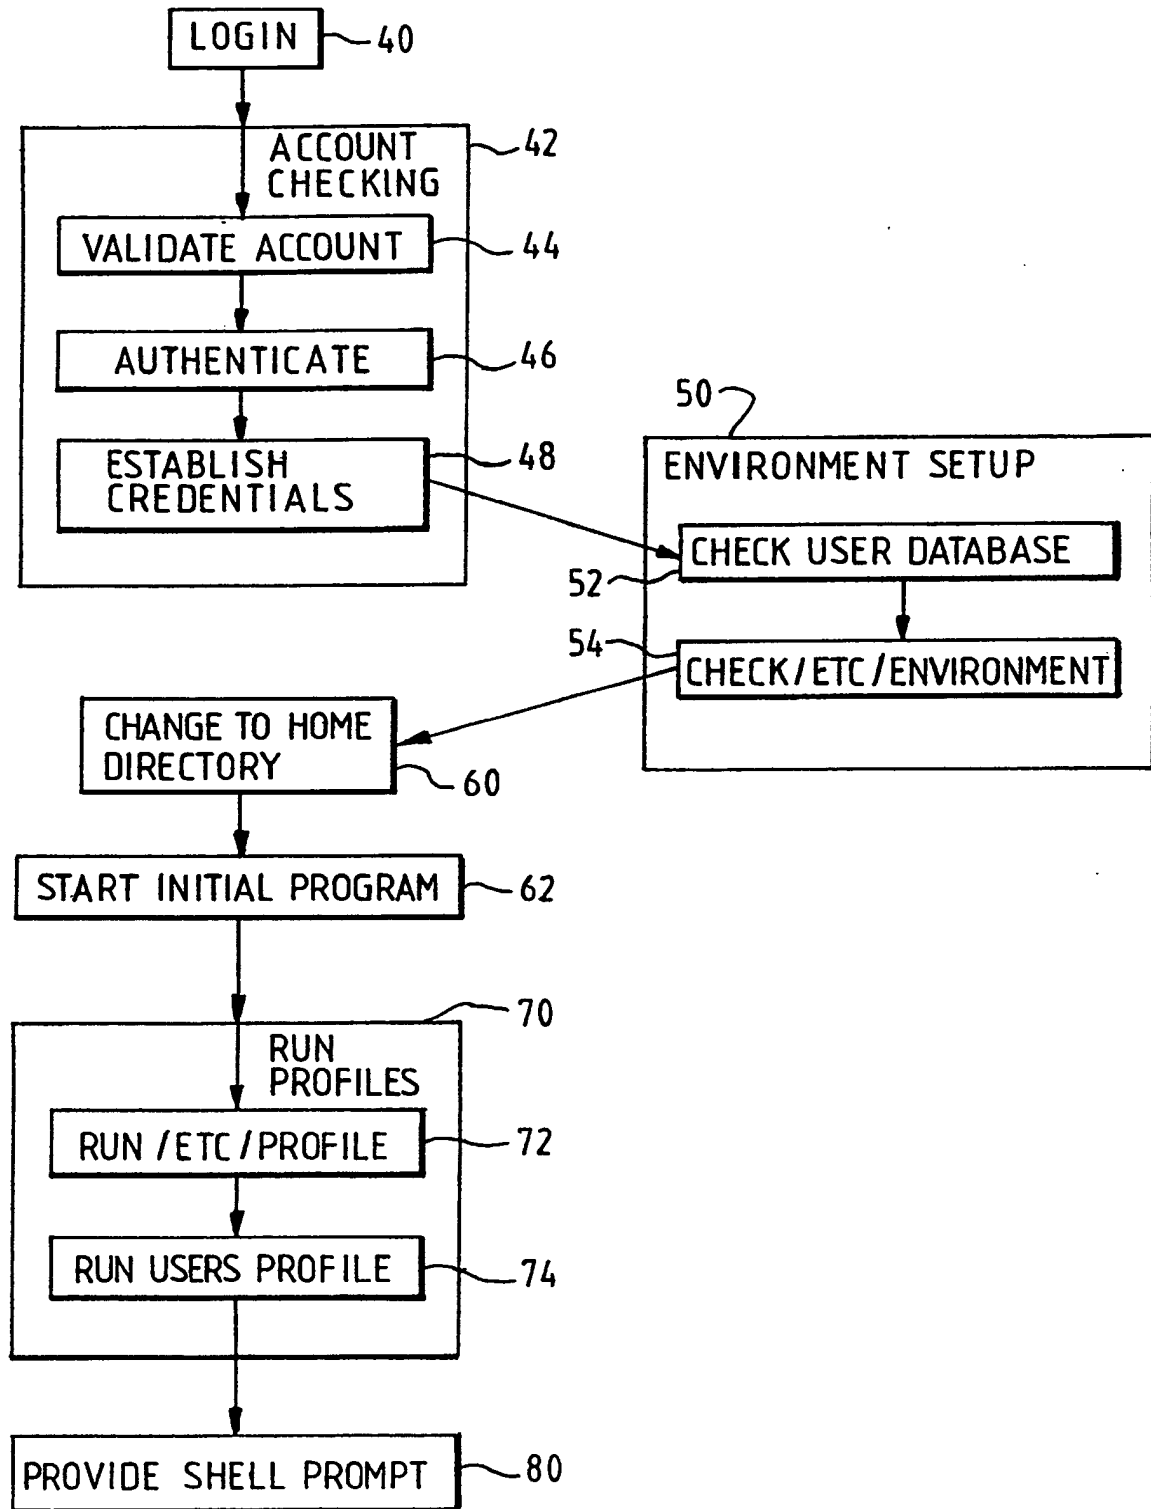 LOGIN 40
ACCOUNT 42
CHECKING
VALIDATE ACCOUNT 44
AUTHENTICATE 46
ESTABLISH 48
CREDENTIALS
50
ENVIRONMENT SETUP
CHECK USER DATABASE
52
54
CHECK/ETC/ENVIRONMENT
CHANGE TO HOME
DIRECTORY
60
START INITIAL PROGRAM 62
70
RUN
PROFILES
RUN /ETC/PROFILE 72
RUN USERS PROFILE 74
PROVIDE SHELL PROMPT 80